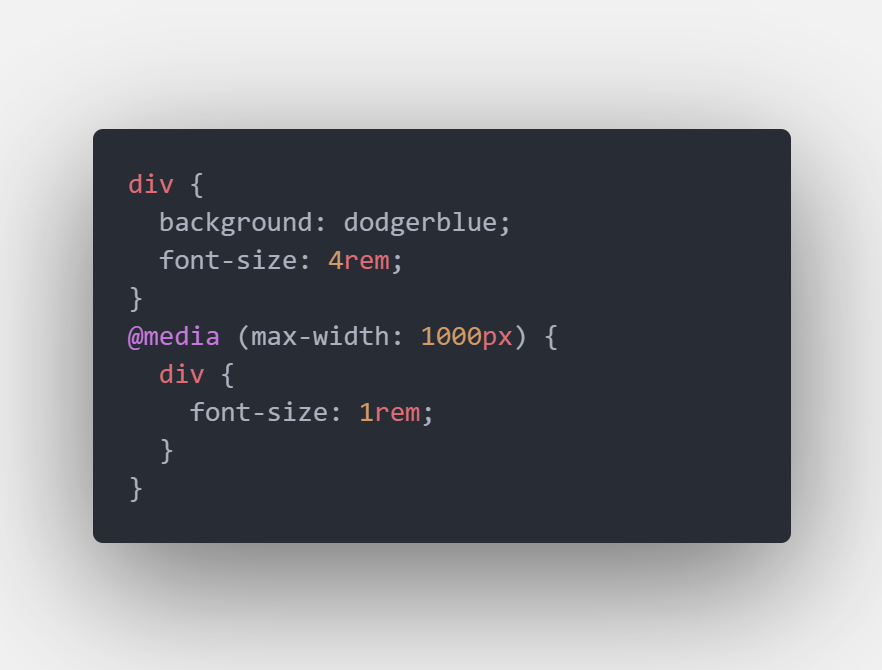 div {
  background: dodgerblue;
  font-size: 4rem;
}
@media (max-width: 1000px) {
  div {
    font-size: 1rem;
  }
}